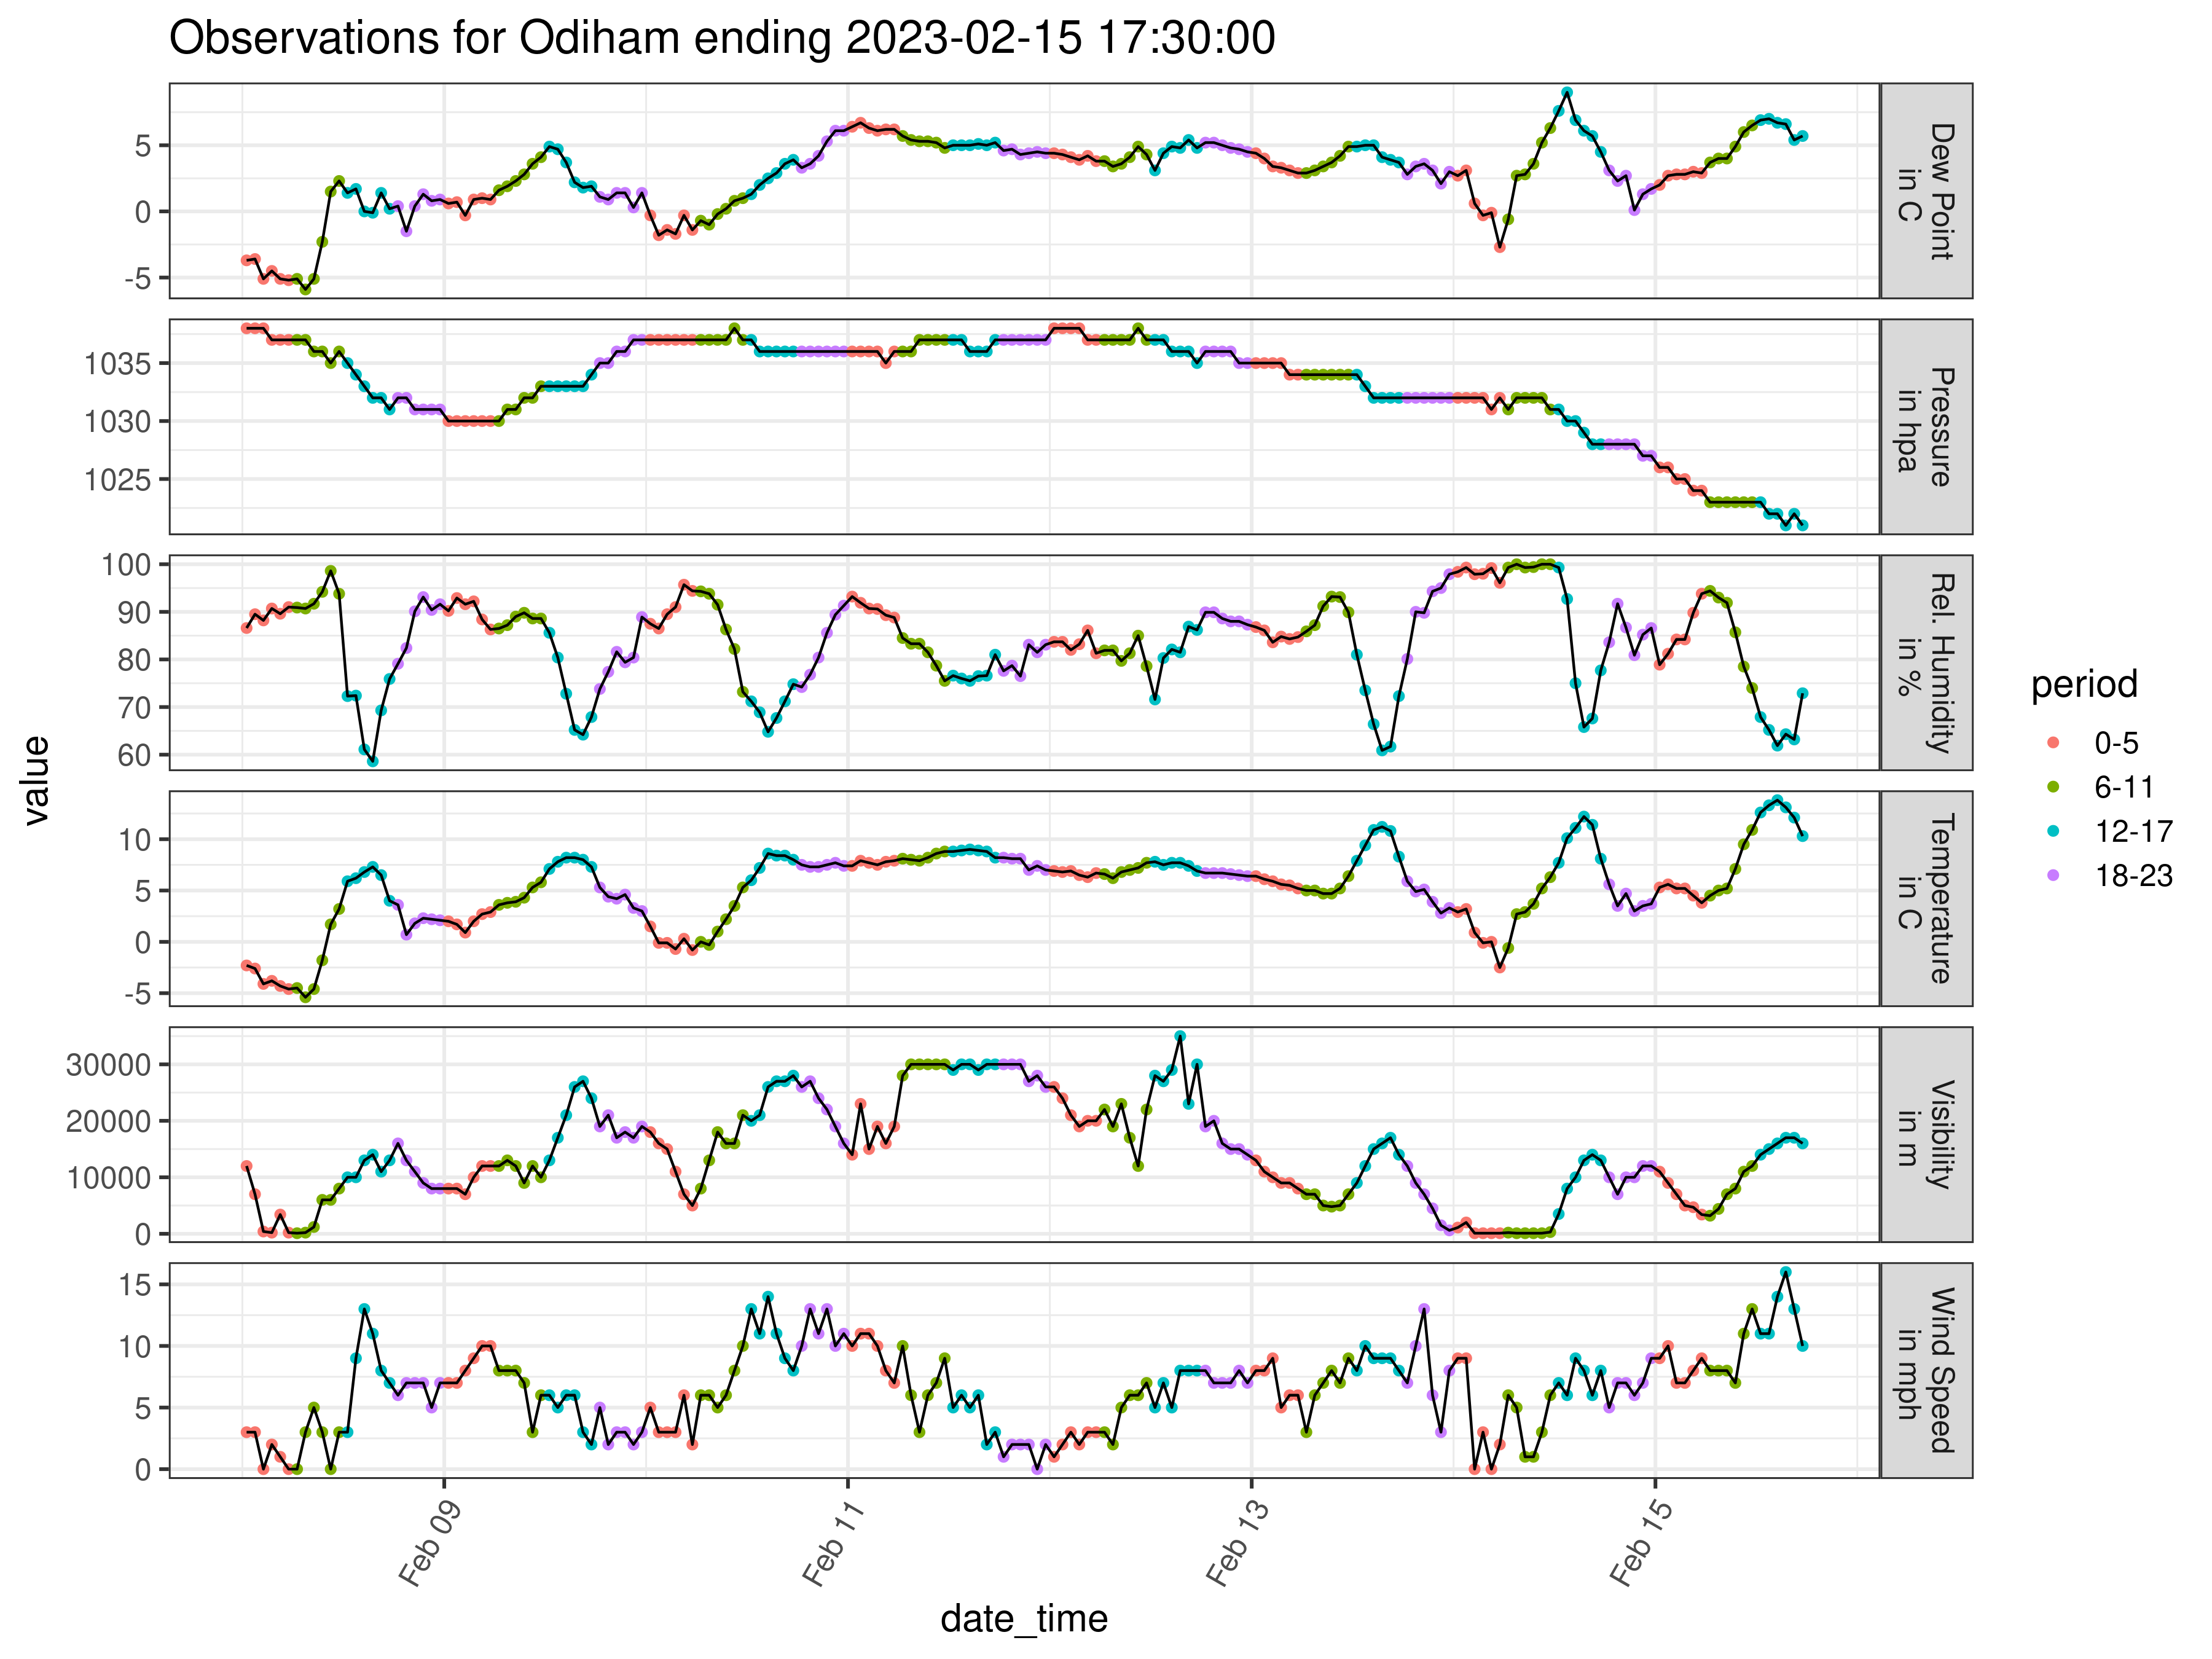 Observations for Odiham ending 2023-02-15 17:30:00
value
5
0
-5
Dew Point
in C
1035
1030
1025
Pressure
in hpa
100
90
80
70
60
Rel. Humidity
in %
10
5
0
-5
Temperature
in C
30000
20000
10000
0
Visibility
in m
15
10
5
0
Wind Speed
in mph
Feb 09
Feb 11
Feb 13
Feb 15
date_time
period
0-5
6-11
12-17
18-23